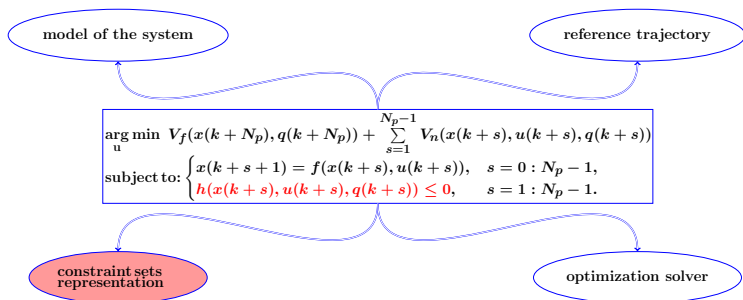 model of the system
reference trajectory
arg min V_f(x(k + N_p), q(k + N_p)) + ∑_{s=1}^{N_p−1} V_n(x(k + s), u(k + s), q(k + s))
u
subject to: { x(k + s + 1) = f(x(k + s), u(k + s)), s = 0 : N_p − 1,
h(x(k + s), u(k + s), q(k + s)) ≤ 0, s = 1 : N_p − 1.
constraint sets
representation
optimization solver